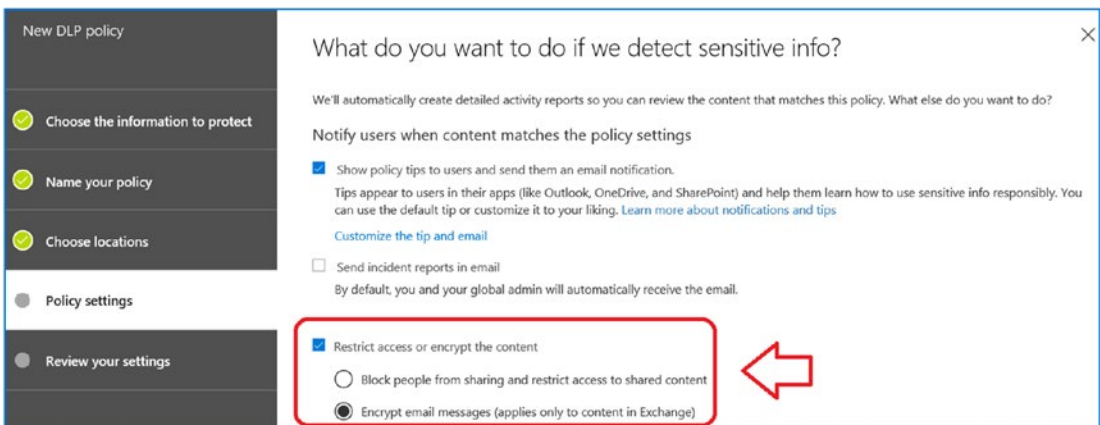 New DLP policy
Choose the information to protect
Name your policy
Choose locations
Policy settings
Review your settings
What do you want to do if we detect sensitive info?
We'll automatically create detailed activity reports so you can review the content that matches this policy. What else do you want to do?
Notify users when content matches the policy settings
Show policy tips to users and send them an email notification.
Tips appear to users in their apps (like Outlook, OneDrive, and SharePoint) and help them learn how to use sensitive info responsibly. You
can use the default tip or customize it to your liking. Learn more about notifications and tips
Customize the tip and email
Send incident reports in email
By default, you and your global admin will automatically receive the email.
Restrict access or encrypt the content
Block people from sharing and restrict access to shared content
Encrypt email messages (applies only to content in Exchange)